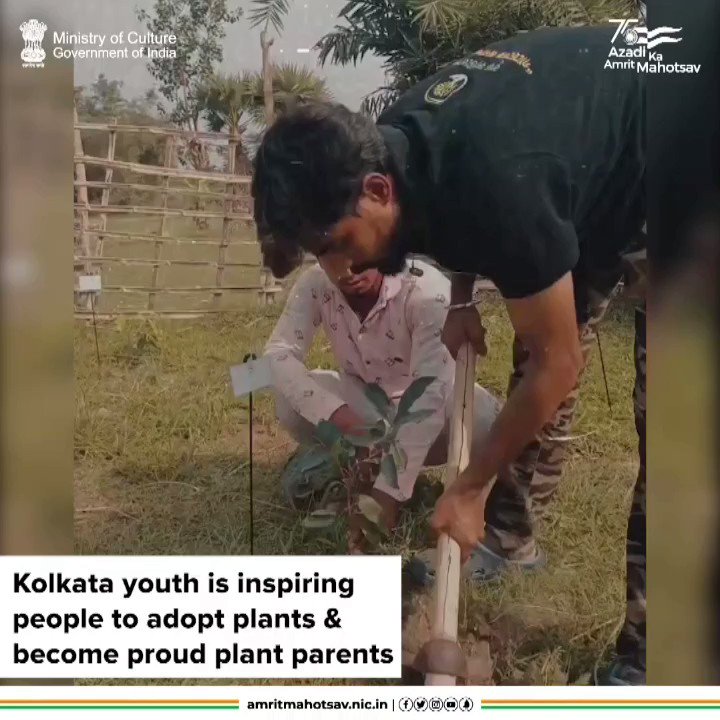 Ministry of Culture
Government of India
75
Azadi Ka
Amrit Mahotsav
Kolkata youth is inspiring
people to adopt plants &
become proud plant parents
amritmahotsav.nic.in |